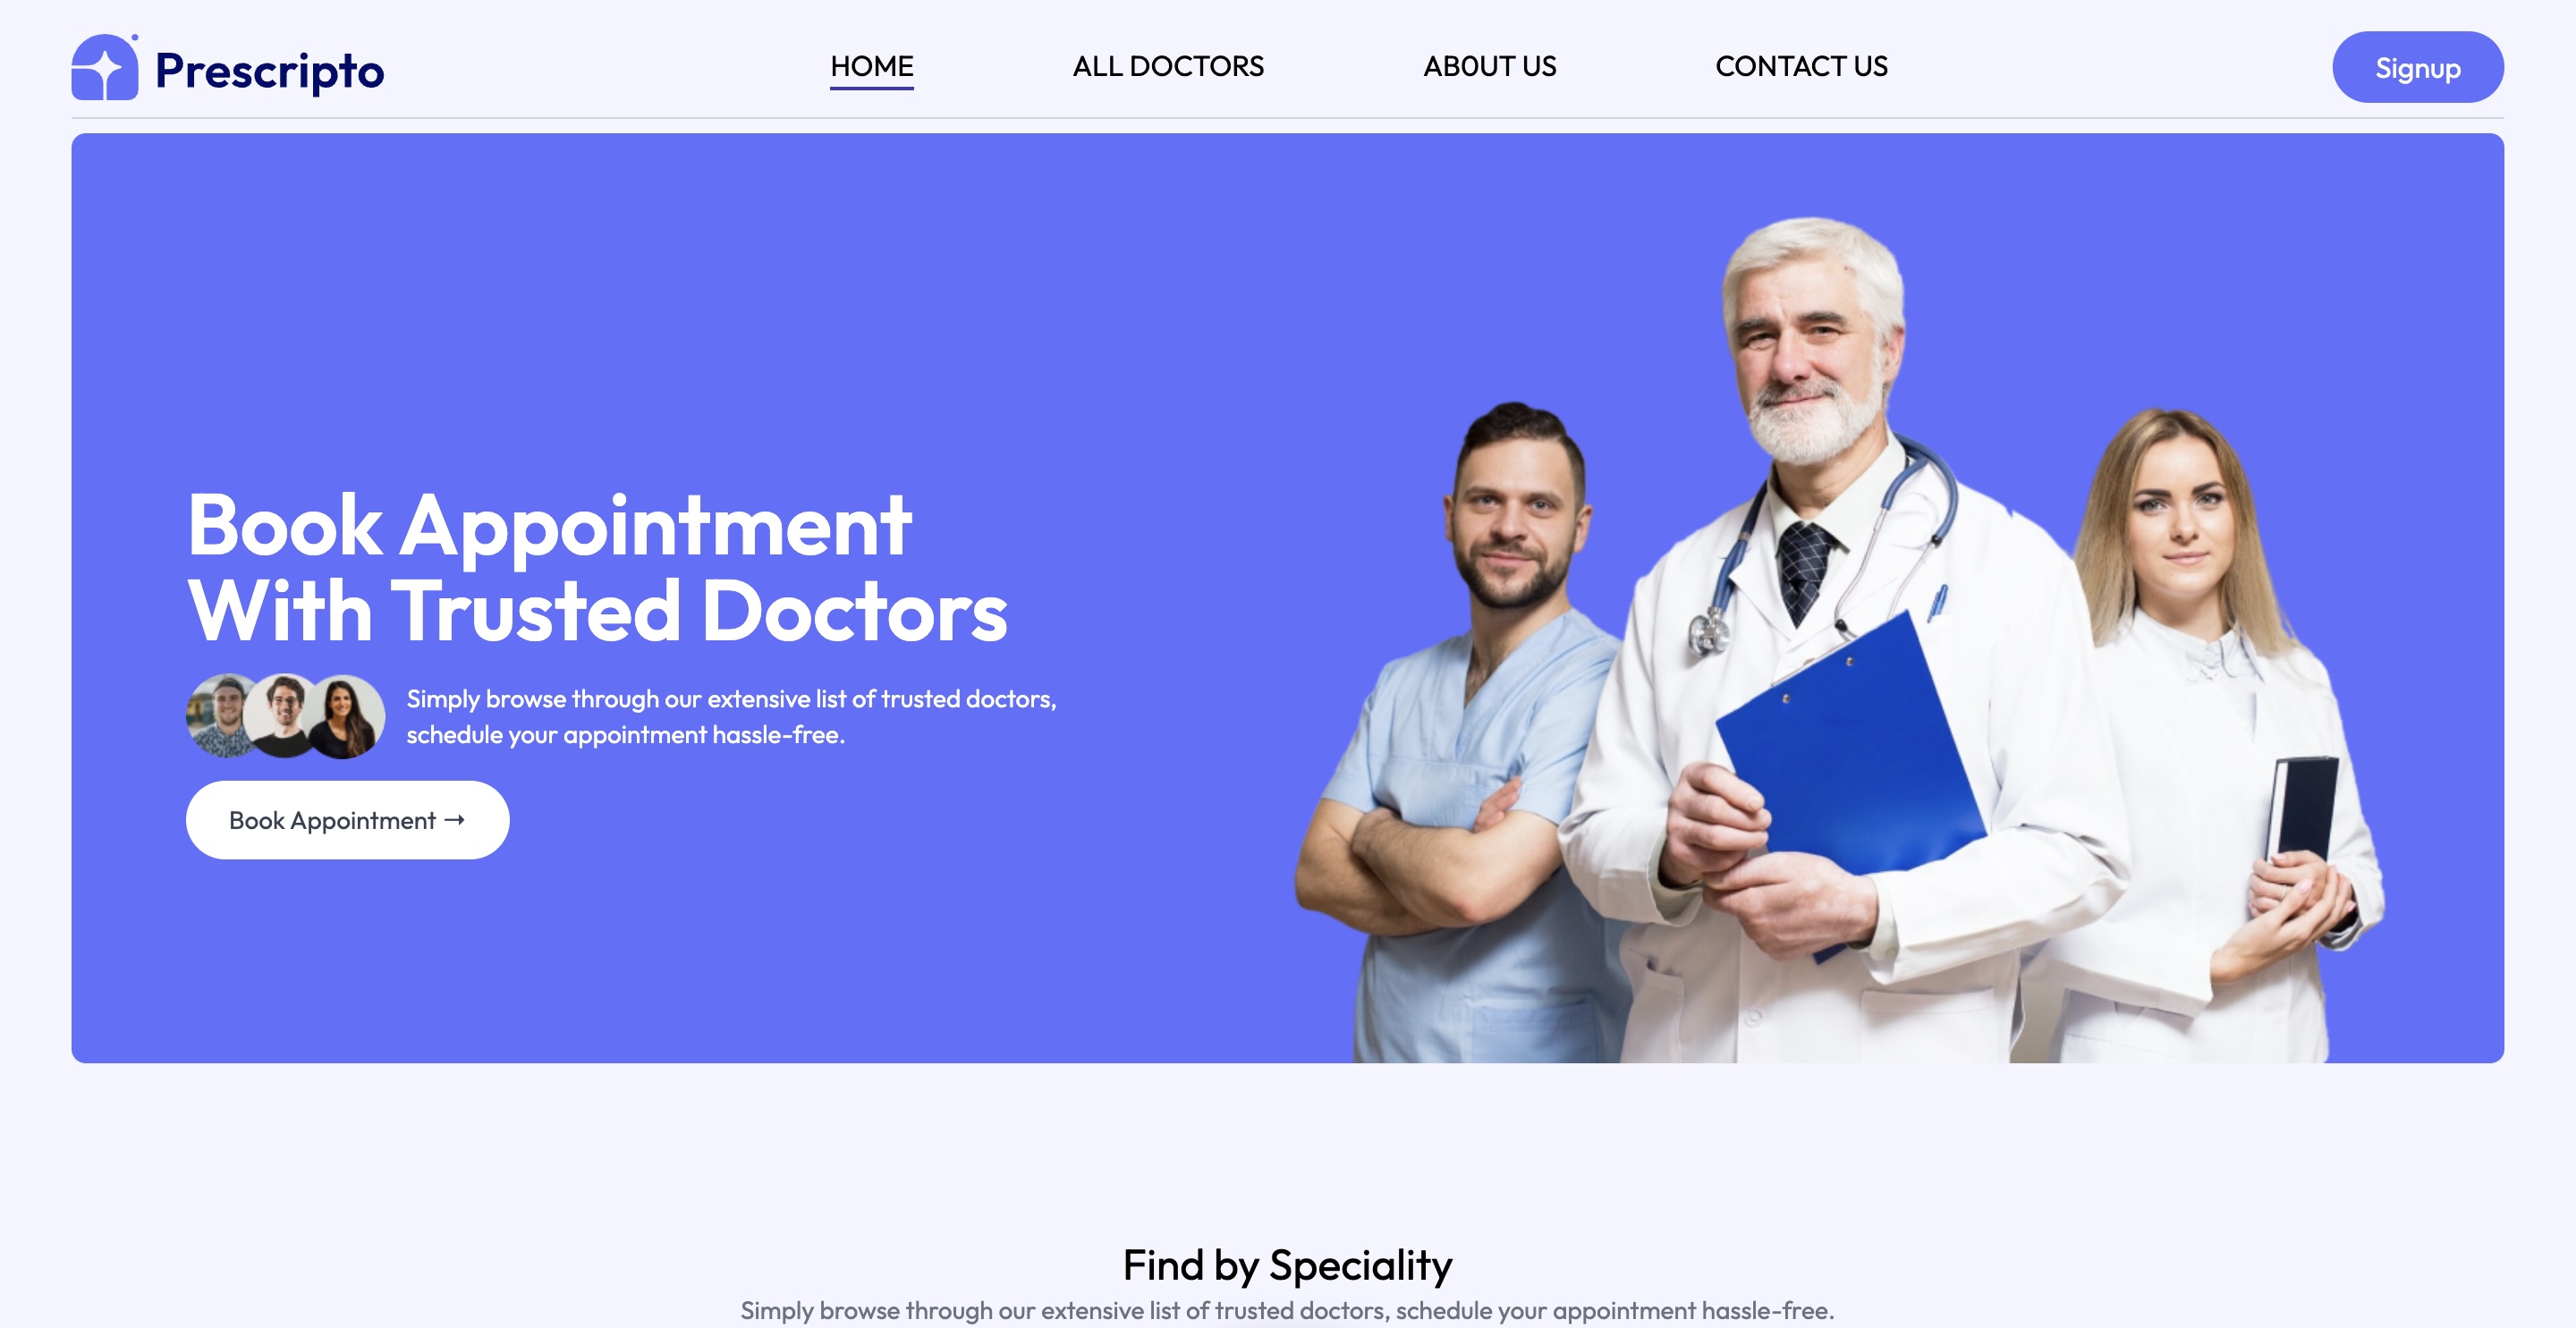 Prescripto
HOME
ALL DOCTORS
AB0UT US
CONTACT US
Signup
Book Appointment
With Trusted Doctors
Simply browse through our extensive list of trusted doctors,
schedule your appointment hassle-free.
Book Appointment →
Find by Speciality
Simply browse through our extensive list of trusted doctors, schedule your appointment hassle-free.